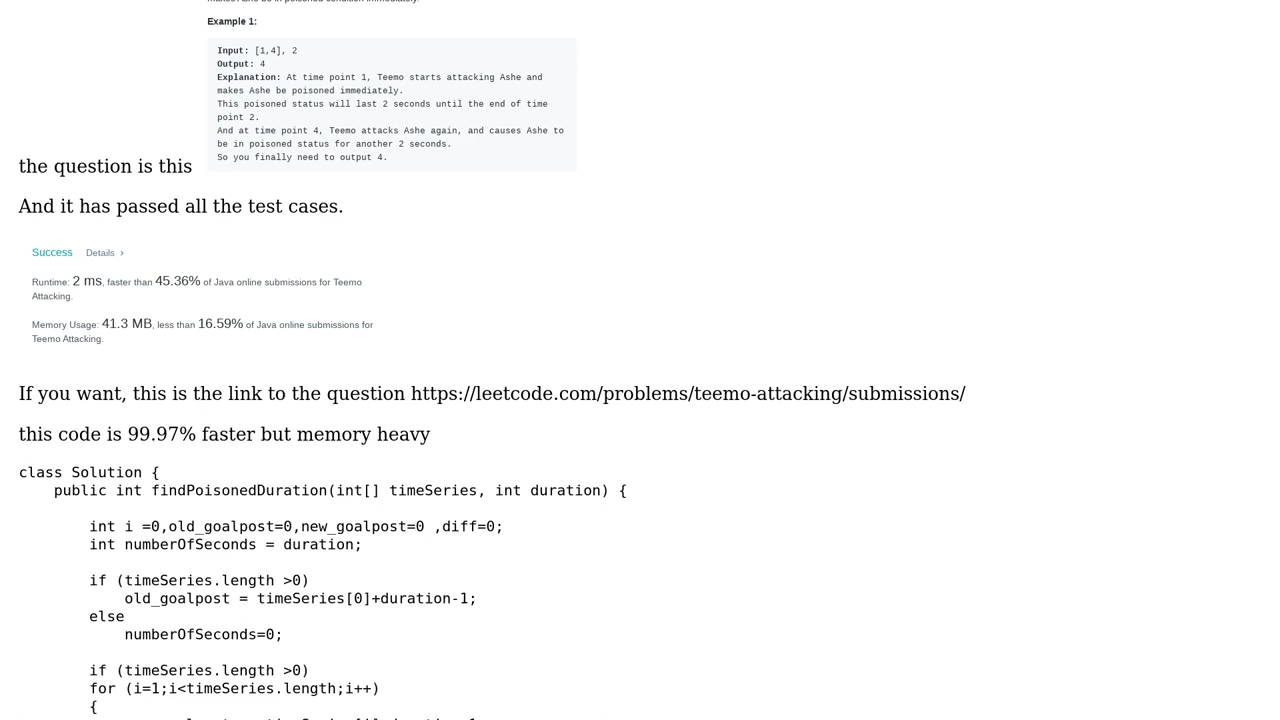 Example 1:
Input: [1,4], 2
Output: 4
Explanation: At time point 1, Teemo starts attacking Ashe and
makes Ashe be poisoned immediately.
This poisoned status will last 2 seconds until the end of time
point 2.
And at time point 4, Teemo attacks Ashe again, and causes Ashe to
be in poisoned status for another 2 seconds.
So you finally need to output 4.
the question is this
And it has passed all the test cases.
Success Details ›
Runtime: 2 ms, faster than 45.36% of Java online submissions for Teemo
Attacking.
Memory Usage: 41.3 MB, less than 16.59% of Java online submissions for
Teemo Attacking.
If you want, this is the link to the question https://leetcode.com/problems/teemo-attacking/submissions/
this code is 99.97% faster but memory heavy
class Solution {
    public int findPoisonedDuration(int[] timeSeries, int duration) {
        int i =0,old_goalpost=0,new_goalpost=0 ,diff=0;
        int numberOfSeconds = duration;
        if (timeSeries.length >0)
            old_goalpost = timeSeries[0]+duration-1;
        else
            numberOfSeconds=0;
        if (timeSeries.length >0)
        for (i=1;i<timeSeries.length;i++)
        {